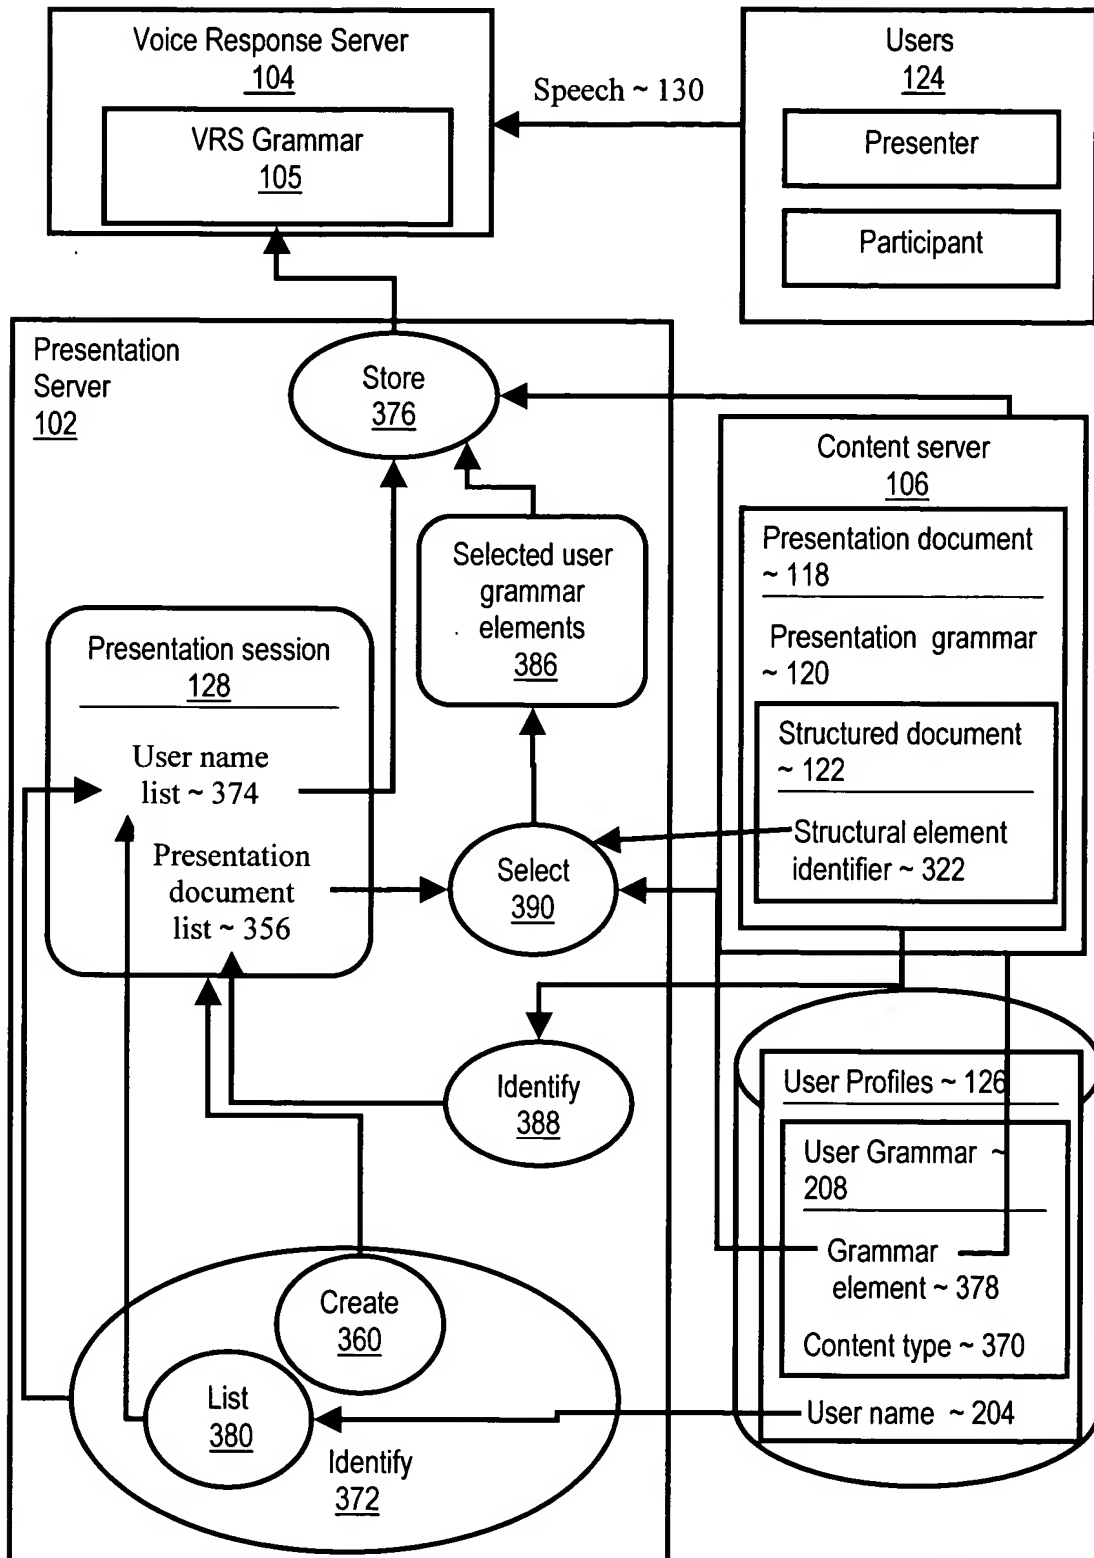 Voice Response Server
104
VRS Grammar
105
Speech ~ 130
Users
124
Presenter
Participant
Presentation
Server
102
Store
376
Content server
106
Presentation document
~ 118
Presentation grammar
~ 120
Structured document
~ 122
Structural element
identifier ~ 322
Selected user
grammar
elements
386
Presentation session
128
User name
list ~ 374
Presentation
document
list ~ 356
Select
390
Identify
388
User Profiles ~ 126
User Grammar ~
208
Grammar
element ~ 378
Content type ~ 370
User name ~ 204
Create
360
List
380
Identify
372